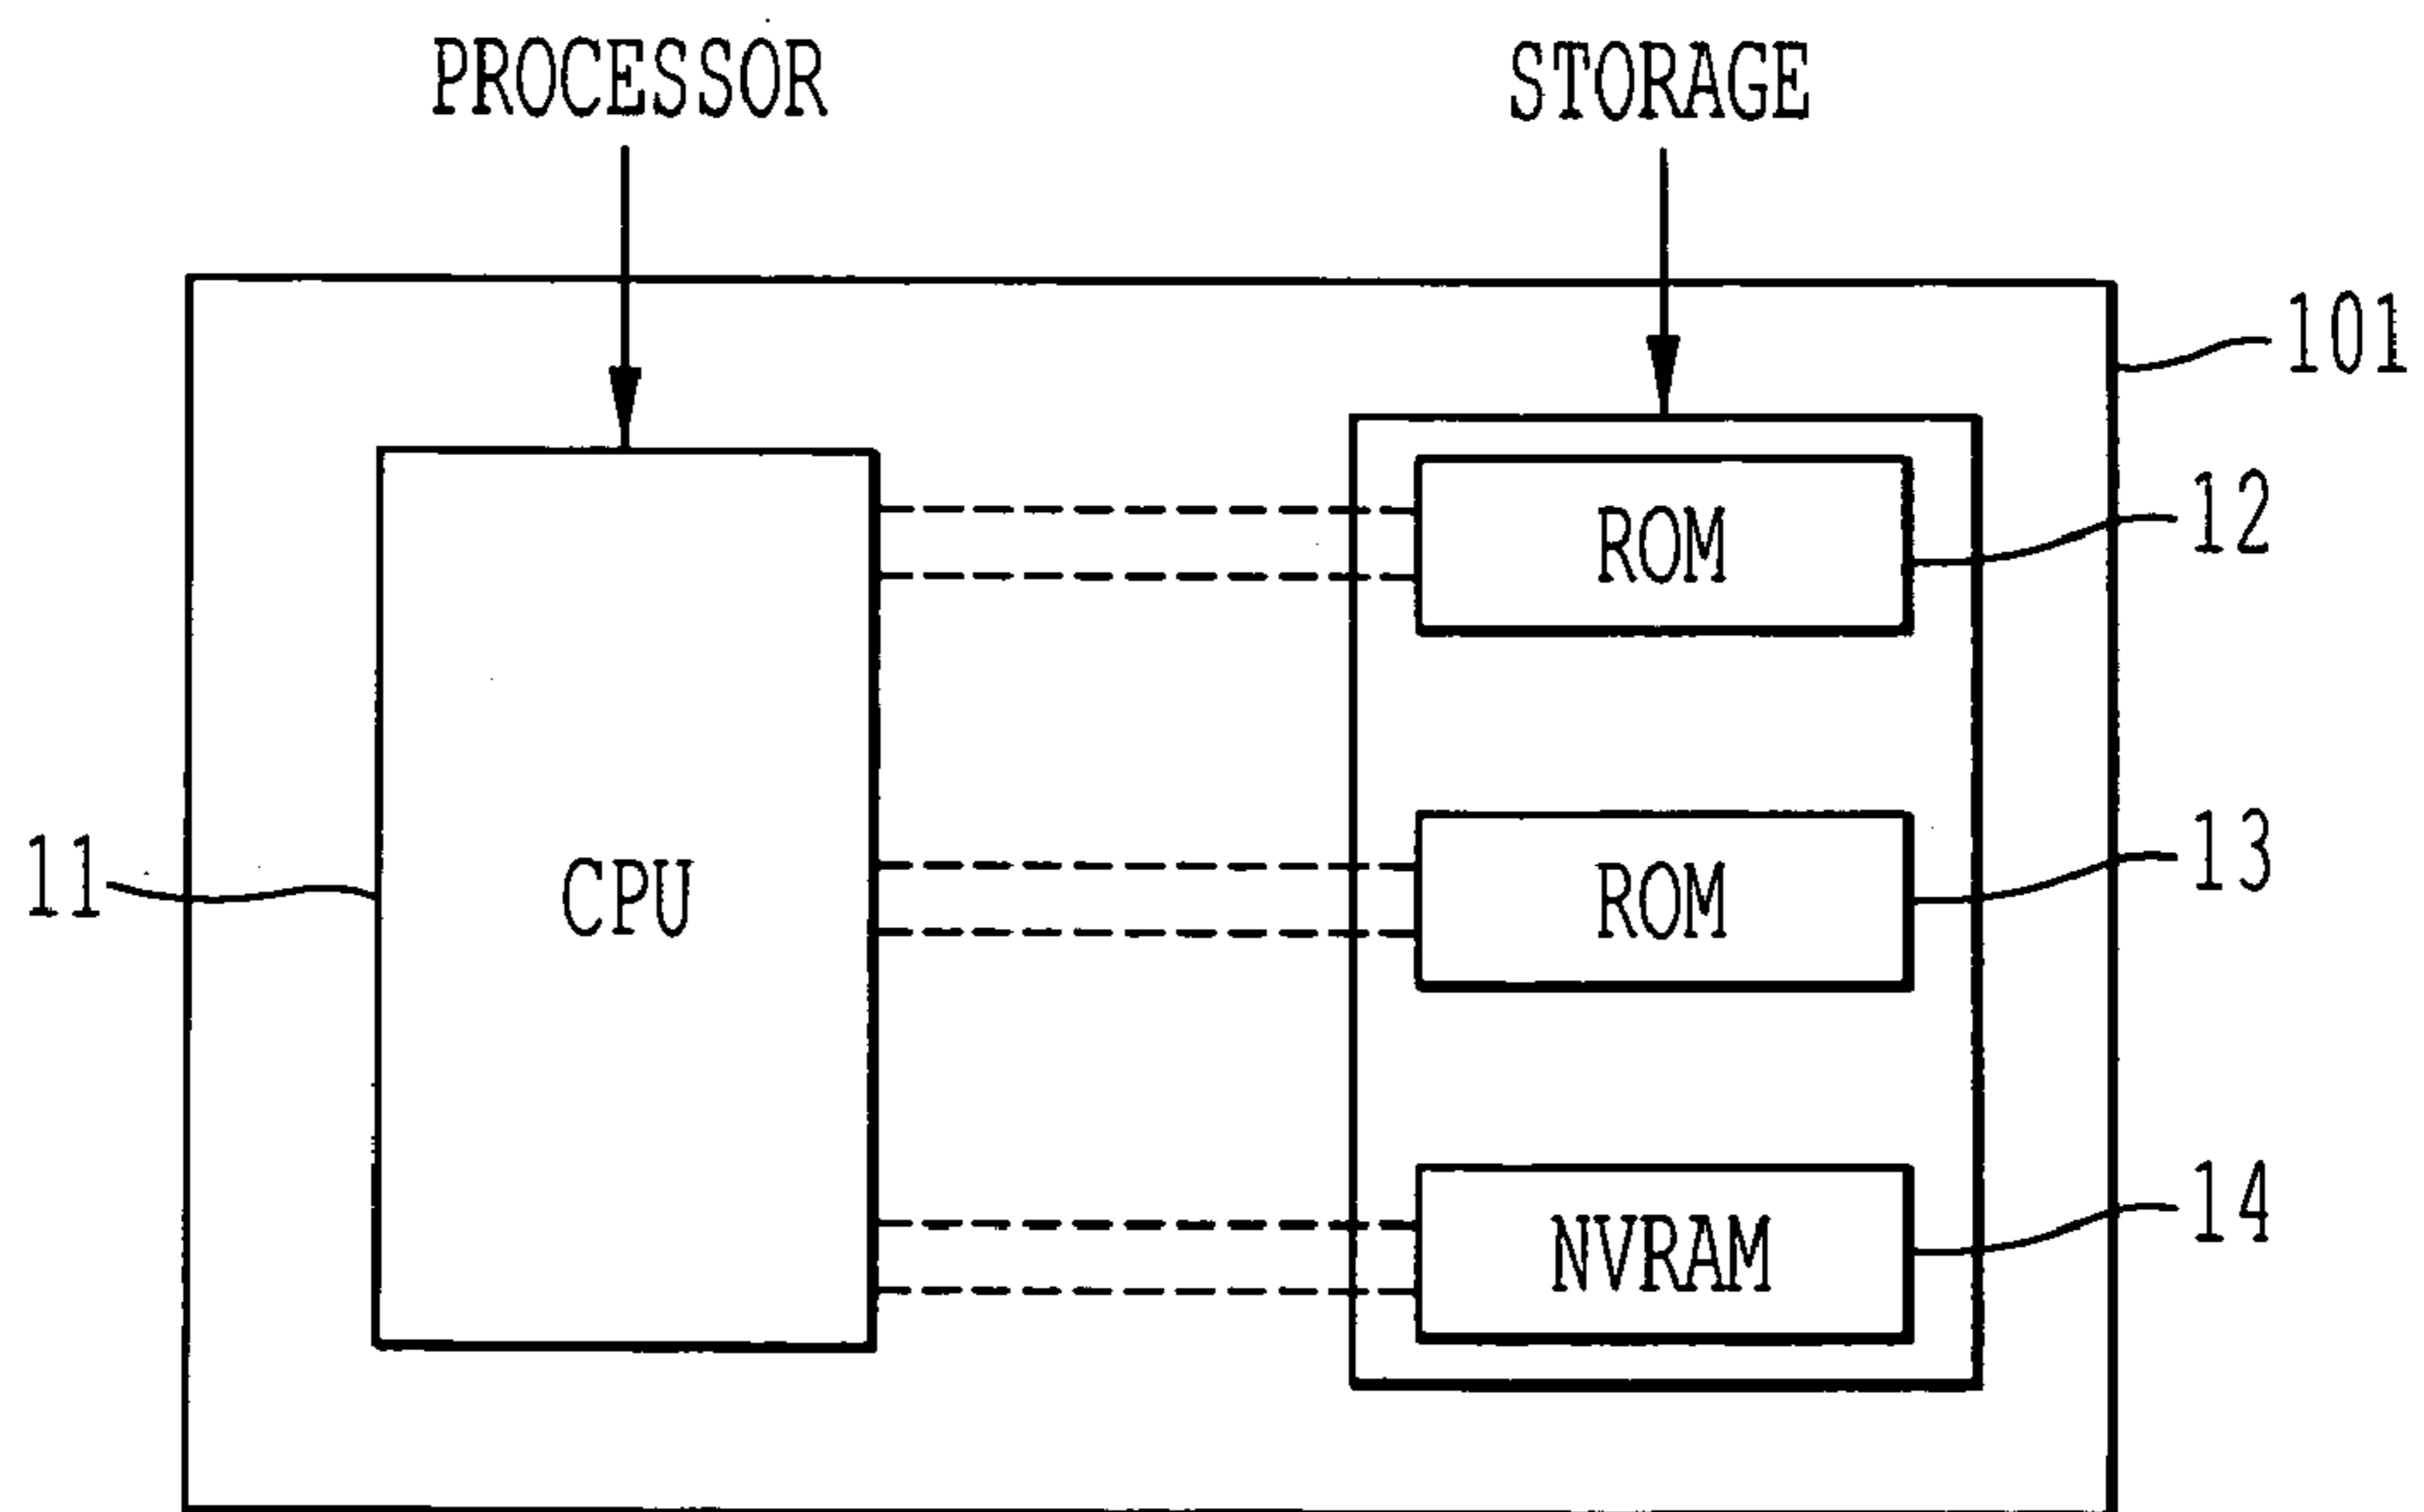 PROCESSOR
STORAGE
101
ROM
12
11
CPU
ROM
13
NVRAM
14